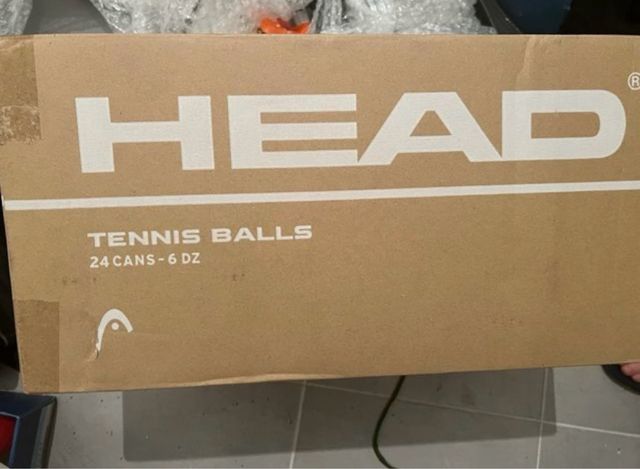 HEAD®
TENNIS BALLS
24 CANS - 6 DZ